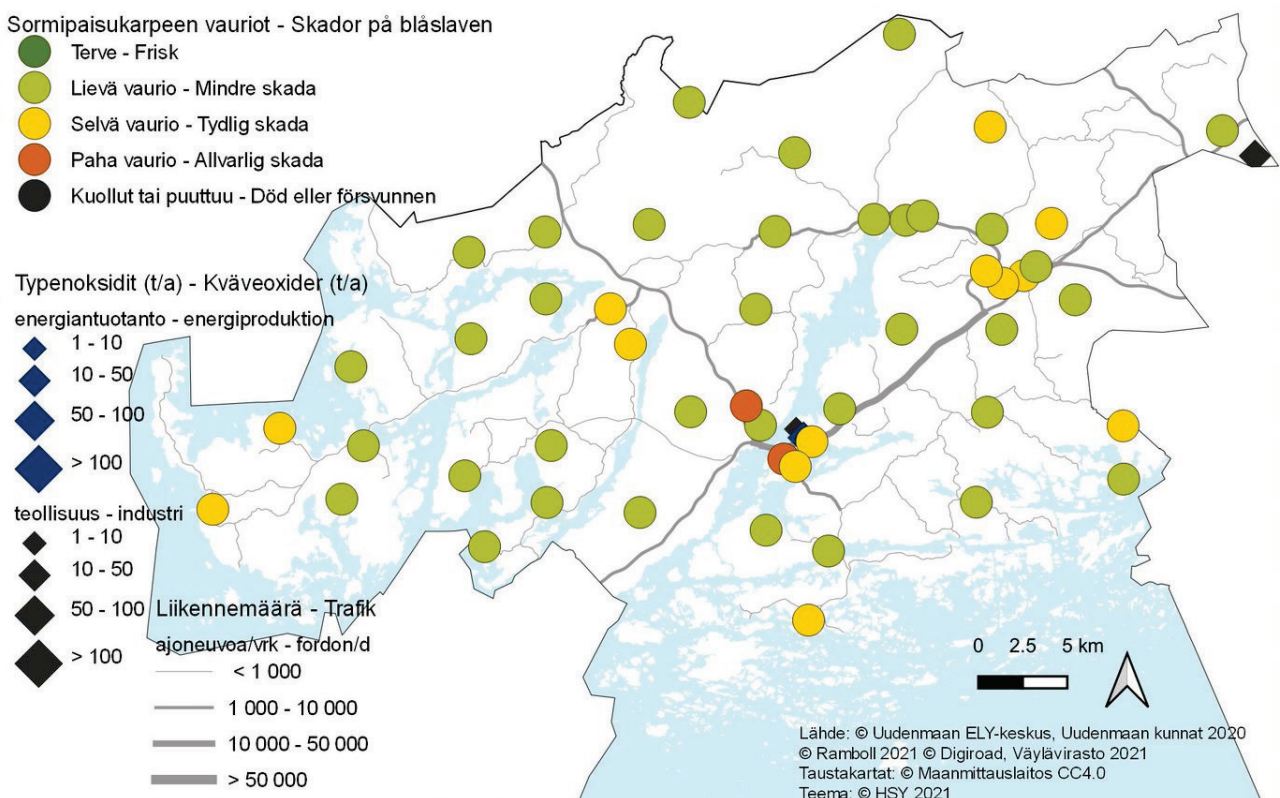 Sormipaisukarpeen vauriot - Skador på blåslaven
Terve - Frisk
Lievä vaurio - Mindre skada
Selvä vaurio - Tydlig skada
Paha vaurio - Allvarlig skada
Kuollut tai puuttuu - Död eller försvunnen
Typenoksidit (t/a) - Kväveoxider (t/a)
energiantuotanto - energiproduktion
1 - 10
10 - 50
50 - 100
> 100
teollisuus - industri
1 - 10
10 - 50
50 - 100
> 100
Liikennemäärä - Trafik
ajoneuvoa/vrk - fordon/d
< 1 000
1 000 - 10 000
10 000 - 50 000
> 50 000
0 2.5 5 km
Lähde: © Uudenmaan ELY-keskus, Uudenmaan kunnat 2020
© Ramboll 2021 © Digiroad, Väylävirasto 2021
Taustakartat: © Maanmittauslaitos CC4.0
Teema: © HSY 2021